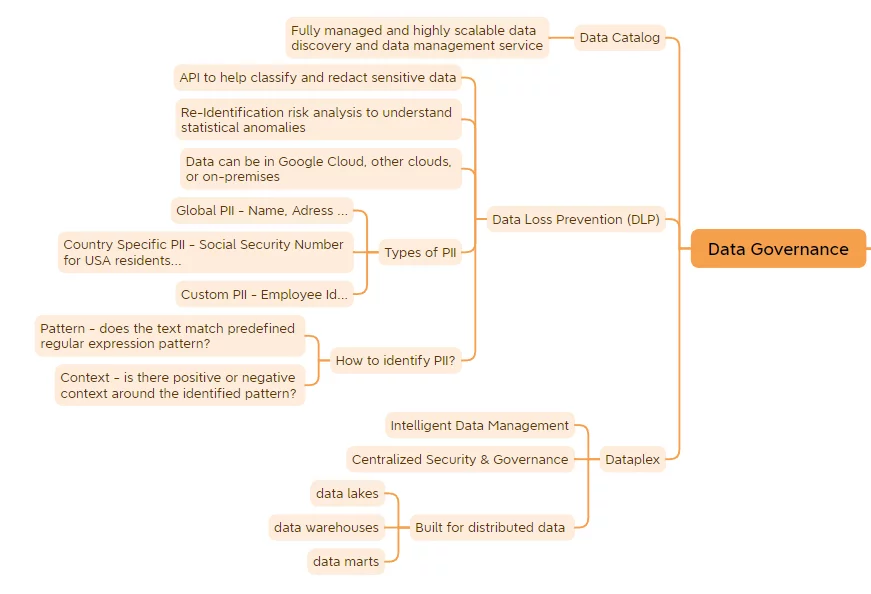 Fully managed and highly scalable data
discovery and data management service
Data Catalog
API to help classify and redact sensitive data
Re-Identification risk analysis to understand
statistical anomalies
Data can be in Google Cloud, other clouds,
or on-premises
Global PII - Name, Adress ...
Country Specific PII - Social Security Number
for USA residents...
Custom PII - Employee Id...
Types of PII
Pattern - does the text match predefined
regular expression pattern?
Context - is there positive or negative
context around the identified pattern?
How to identify PII?
Data Loss Prevention (DLP)
Data Governance
Intelligent Data Management
Centralized Security & Governance
data lakes
data warehouses
data marts
Built for distributed data
Dataplex